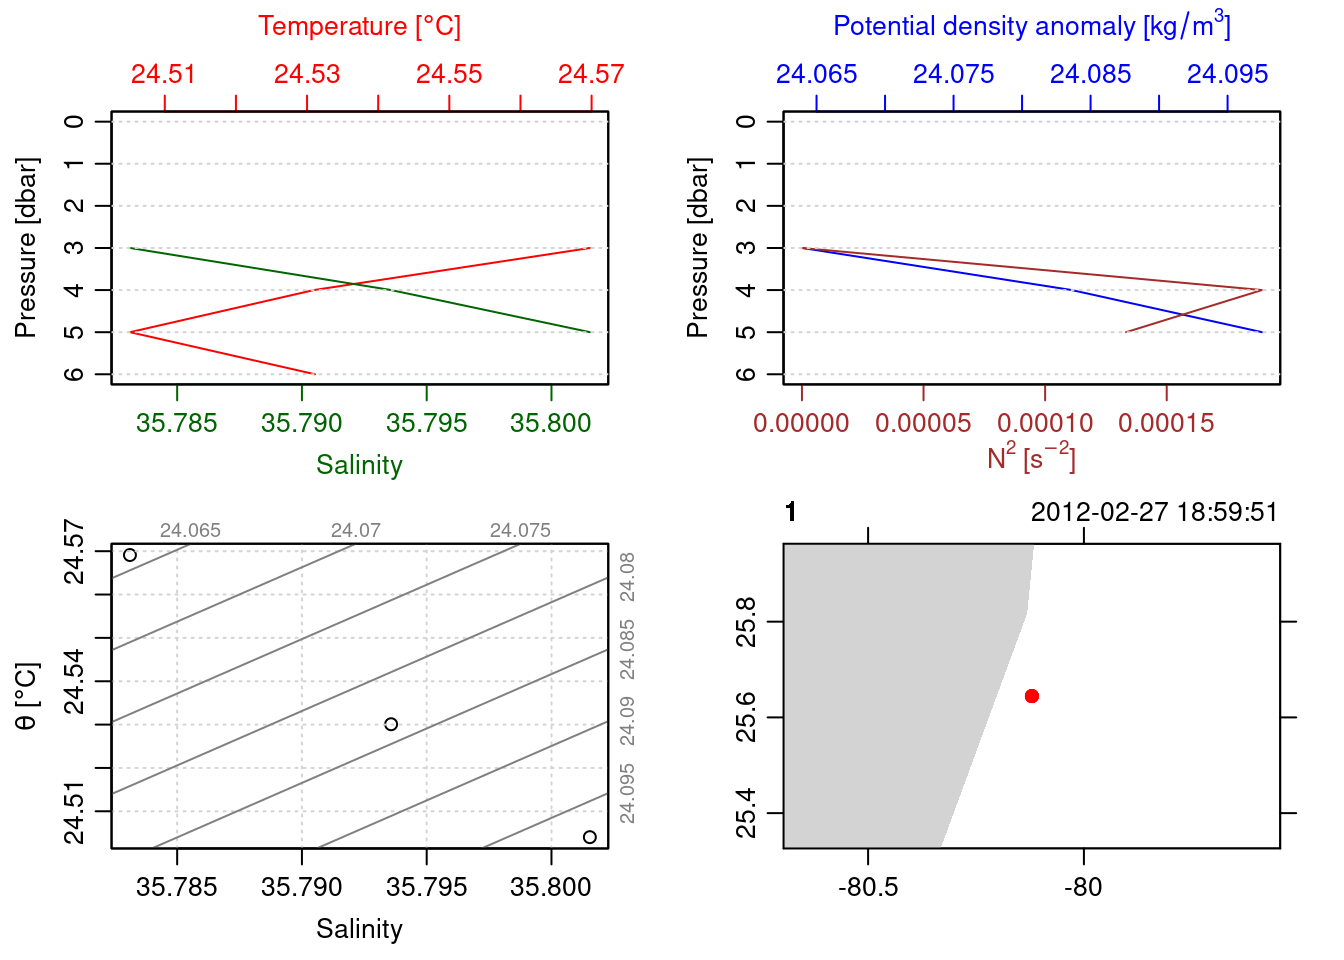 Temperature [°C]
24.51 24.53 24.55 24.57
Pressure [dbar]
0
1
2
3
4
5
6
35.785 35.790 35.795 35.800
Salinity
Potential density anomaly [kg/m³]
24.065 24.075 24.085 24.095
Pressure [dbar]
0
1
2
3
4
5
6
0.00000 0.00005 0.00010 0.00015
N² [s⁻²]
24.065 24.07 24.075
24.08
24.085
24.09
24.095
θ [°C]
24.57
24.54
24.51
35.785 35.790 35.795 35.800
Salinity
1 2012-02-27 18:59:51
25.8
25.6
25.4
-80.5 -80